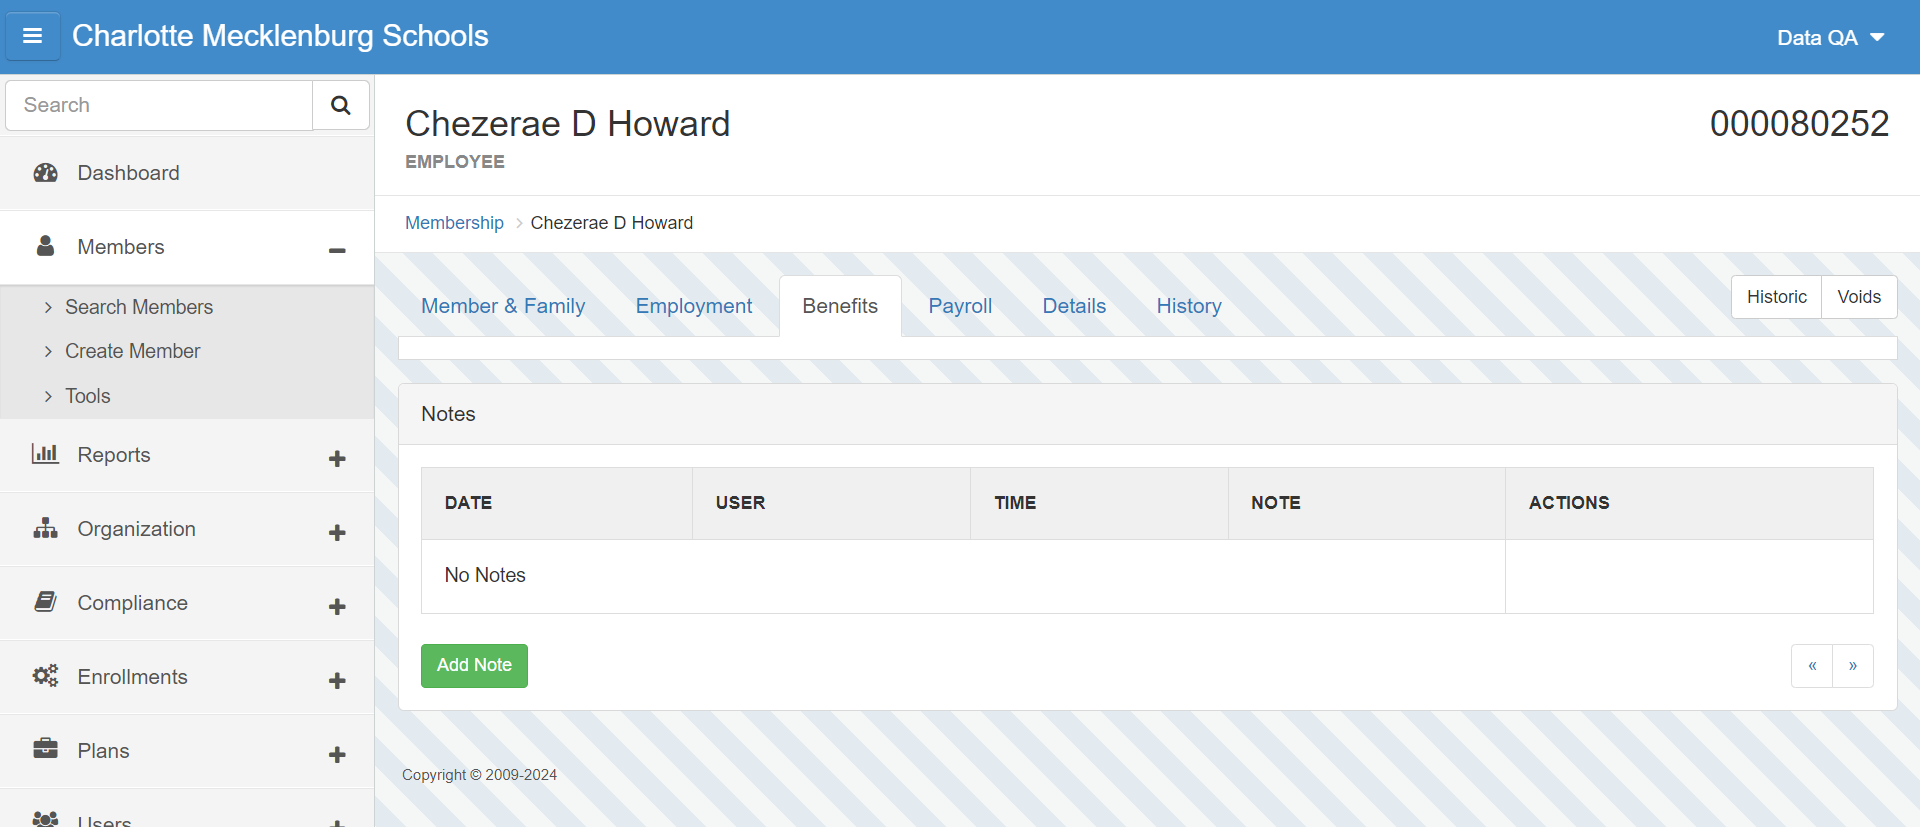 Charlotte Mecklenburg Schools
Data QA
Search
Dashboard
Members
Search Members
Create Member
Tools
Reports
Organization
Compliance
Enrollments
Plans
Users
Chezerae D Howard
000080252
EMPLOYEE
Membership > Chezerae D Howard
Member & Family Employment Benefits Payroll Details History
Historic Voids
Notes
DATE USER TIME NOTE ACTIONS
No Notes
Add Note
« »
Copyright © 2009-2024